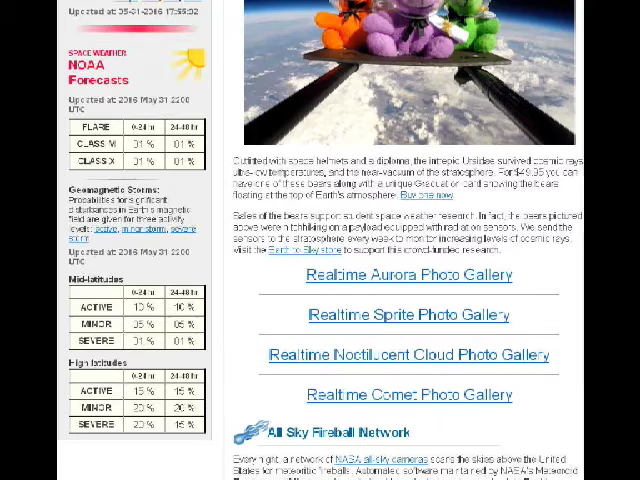 Updated at: 05-31-2016 17:55:02
SPACE WEATHER
NOAA
Forecasts
Updated at: 2016 May 31 2200
UTC
FLARE 0-24 hr 24-48 hr
CLASS M 01 % 01 %
CLASS X 01 % 01 %
Geomagnetic Storms:
Probabilities for significant
disturbances in Earth's magnetic
field are given for three activity
levels: active, minor storm, severe
storm
Updated at: 2016 May 31 2200
UTC
Mid-latitudes
0-24 hr 24-48 hr
ACTIVE 10 % 10 %
MINOR 05 % 05 %
SEVERE 01 % 01 %
High latitudes
0-24 hr 24-48 hr
ACTIVE 15 % 15 %
MINOR 20 % 20 %
SEVERE 20 % 15 %
Outfitted with space helmets and a diploma, the intrepid Ursidae survived cosmic rays
ultra-low temperatures, and the near-vacuum of the stratosphere. For $49.95 you can
have one of these bears along with a unique Graduation card showing the bears
floating at the top of Earth's atmosphere. Buy one now.
Sales of the bears support student space weather research. In fact, the bears pictured
above were hitchhiking on a payload equipped with radiation sensors. We send the
sensors to the stratosphere every week to monitor increasing levels of cosmic rays.
Visit the Earth to Sky store to support this crowd-funded research.
Realtime Aurora Photo Gallery
Realtime Sprite Photo Gallery
Realtime Noctilucent Cloud Photo Gallery
Realtime Comet Photo Gallery
All Sky Fireball Network
Every night, a network of NASA all-sky cameras scans the skies above the United
States for meteoritic fireballs. Automated software maintained by NASA's Meteoroid